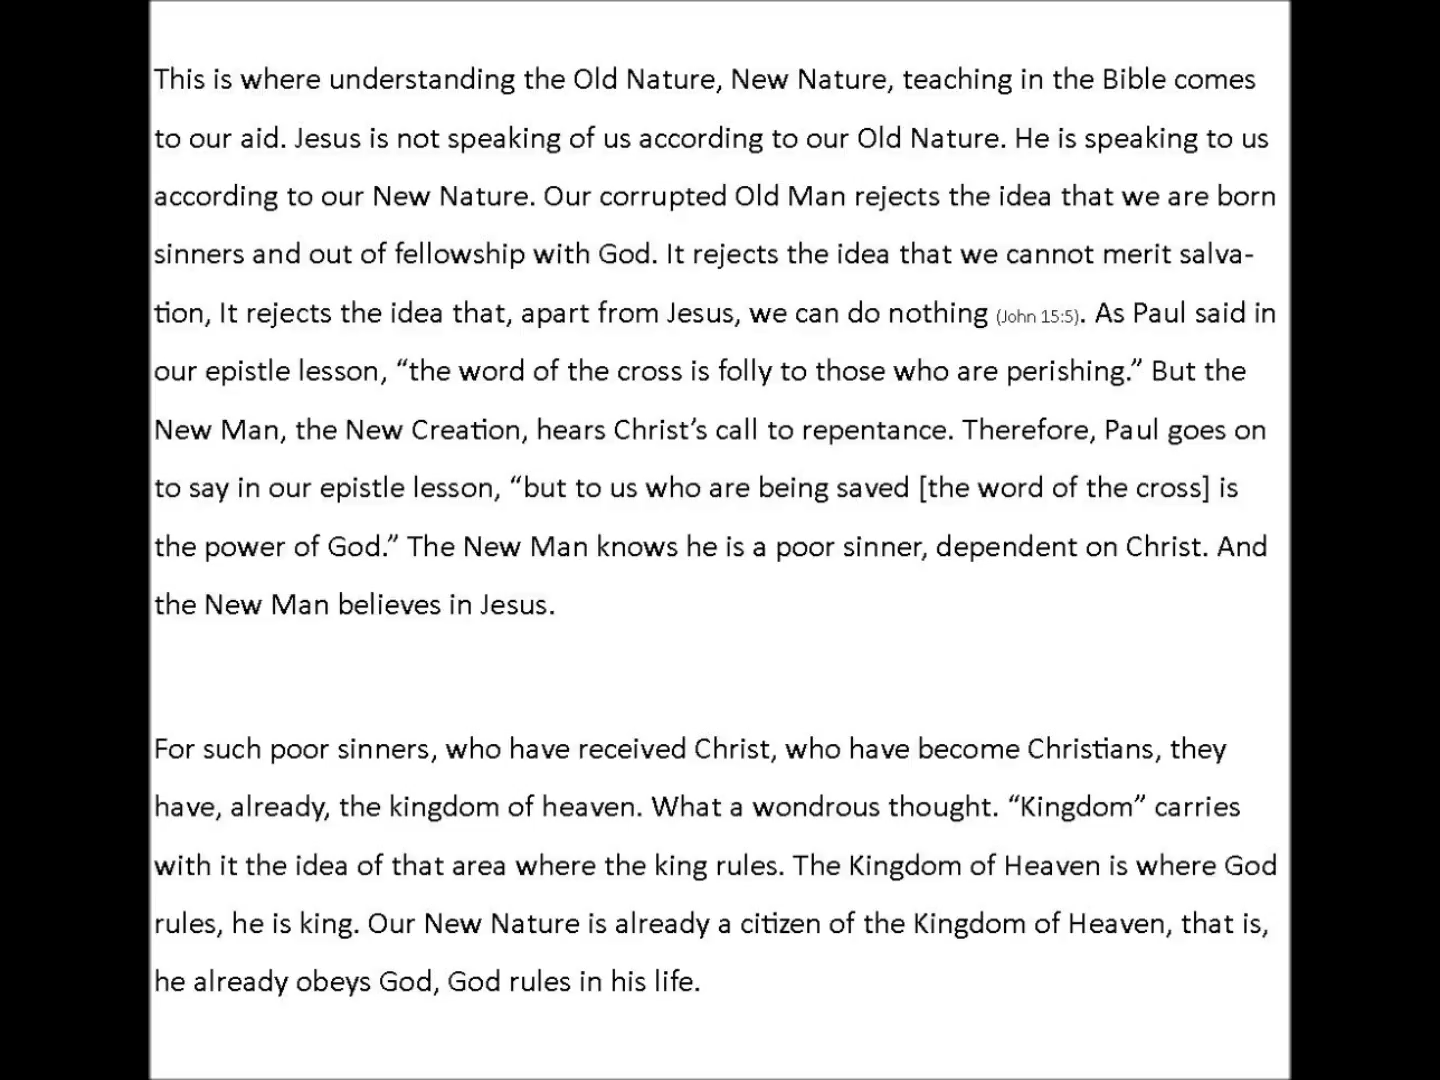 This is where understanding the Old Nature, New Nature, teaching in the Bible comes
to our aid. Jesus is not speaking of us according to our Old Nature. He is speaking to us
according to our New Nature. Our corrupted Old Man rejects the idea that we are born
sinners and out of fellowship with God. It rejects the idea that we cannot merit salva-
tion, It rejects the idea that, apart from Jesus, we can do nothing (John 15:5). As Paul said in
our epistle lesson, “the word of the cross is folly to those who are perishing.” But the
New Man, the New Creation, hears Christ’s call to repentance. Therefore, Paul goes on
to say in our epistle lesson, “but to us who are being saved [the word of the cross] is
the power of God.” The New Man knows he is a poor sinner, dependent on Christ. And
the New Man believes in Jesus.
For such poor sinners, who have received Christ, who have become Christians, they
have, already, the kingdom of heaven. What a wondrous thought. “Kingdom” carries
with it the idea of that area where the king rules. The Kingdom of Heaven is where God
rules, he is king. Our New Nature is already a citizen of the Kingdom of Heaven, that is,
he already obeys God, God rules in his life.